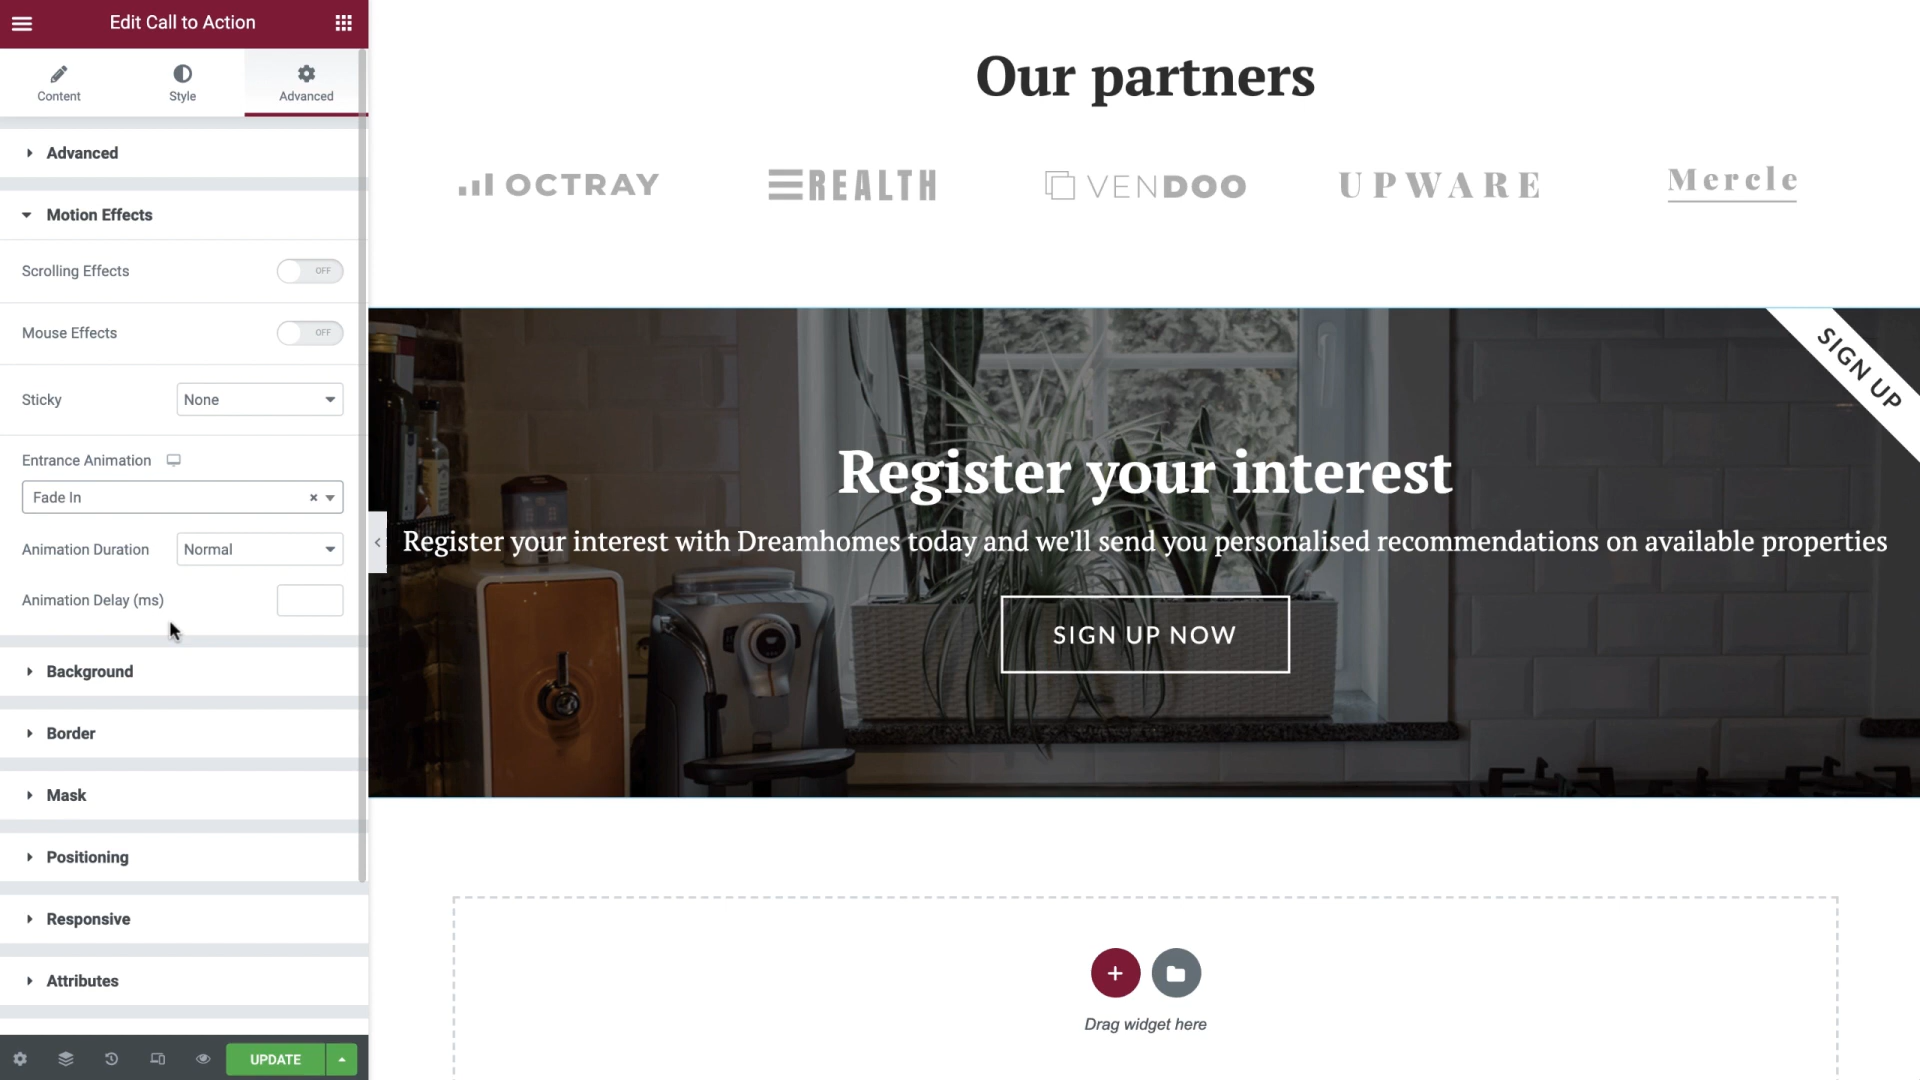 Edit Call to Action
Content
Style
Advanced
Advanced
Motion Effects
Scrolling Effects
OFF
Mouse Effects
OFF
Sticky
None
Entrance Animation
Fade In
Animation Duration
Normal
Animation Delay (ms)
Background
Border
Mask
Positioning
Responsive
Attributes
UPDATE
Our partners
OCTRAY
REALTH
VENDOO
UPWARE
Mercle
SIGN UP
Register your interest
Register your interest with Dreamhomes today and we'll send you personalised recommendations on available properties
SIGN UP NOW
Drag widget here